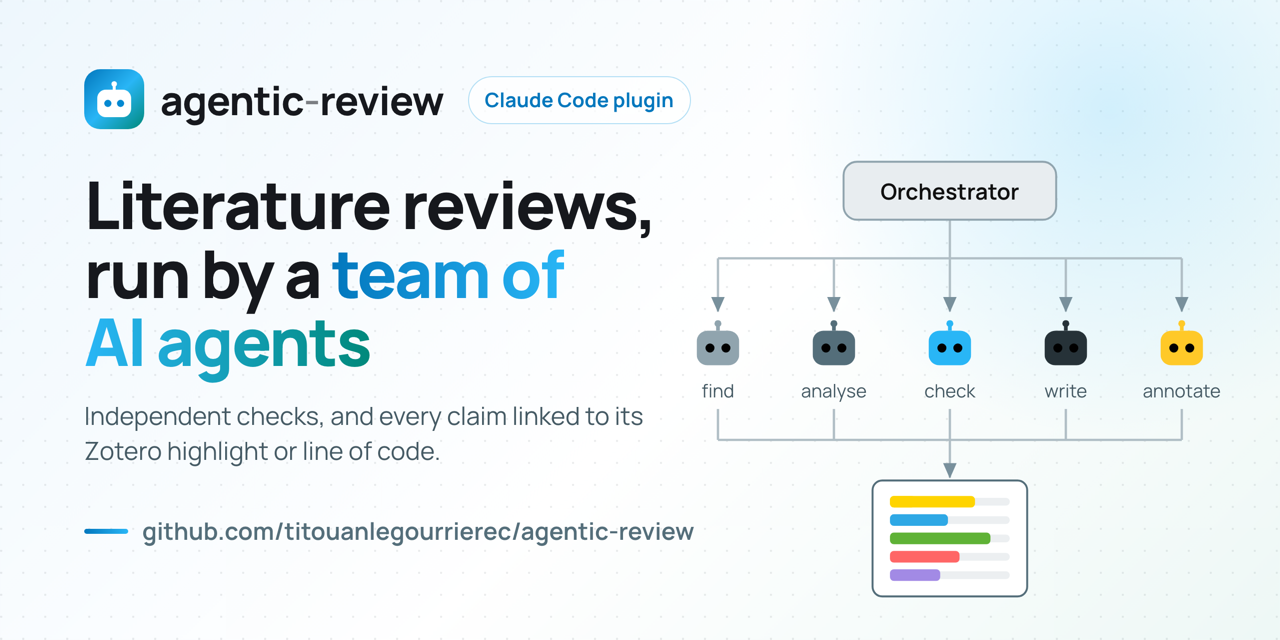 agentic-review
Claude Code plugin
Literature reviews,
run by a team of
AI agents
Independent checks, and every claim linked to its
Zotero highlight or line of code.
github.com/titouanlegourrierec/agentic-review
Orchestrator
find
analyse
check
write
annotate